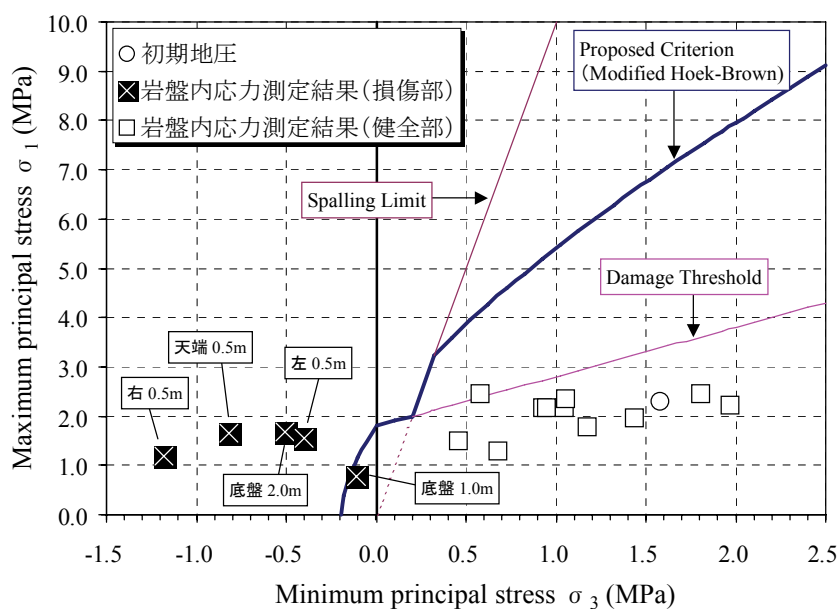 10.0
9.0
8.0
7.0
6.0
5.0
4.0
3.0
2.0
1.0
0.0
Maximum principal stress σ1 (MPa)
初期地圧
岩盤内応力測定結果(損傷部)
岩盤内応力測定結果(健全部)
Proposed Criterion
(Modified Hoek-Brown)
Spalling Limit
Damage Threshold
天端 0.5m
左 0.5m
右 0.5m
底盤 2.0m
底盤 1.0m
-1.5 -1.0 -0.5 0.0 0.5 1.0 1.5 2.0 2.5
Minimum principal stress σ3 (MPa)